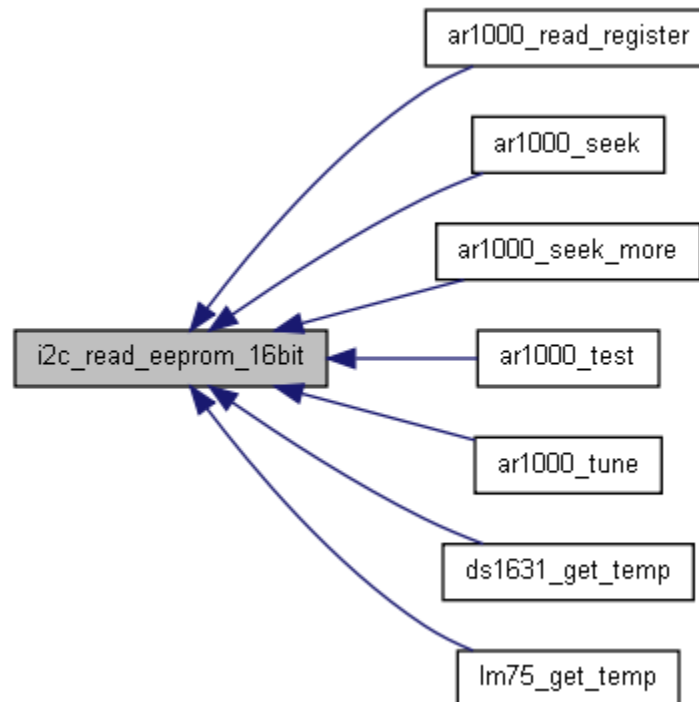 ar1000_read_register
ar1000_seek
ar1000_seek_more
i2c_read_eeprom_16bit
ar1000_test
ar1000_tune
ds1631_get_temp
lm75_get_temp